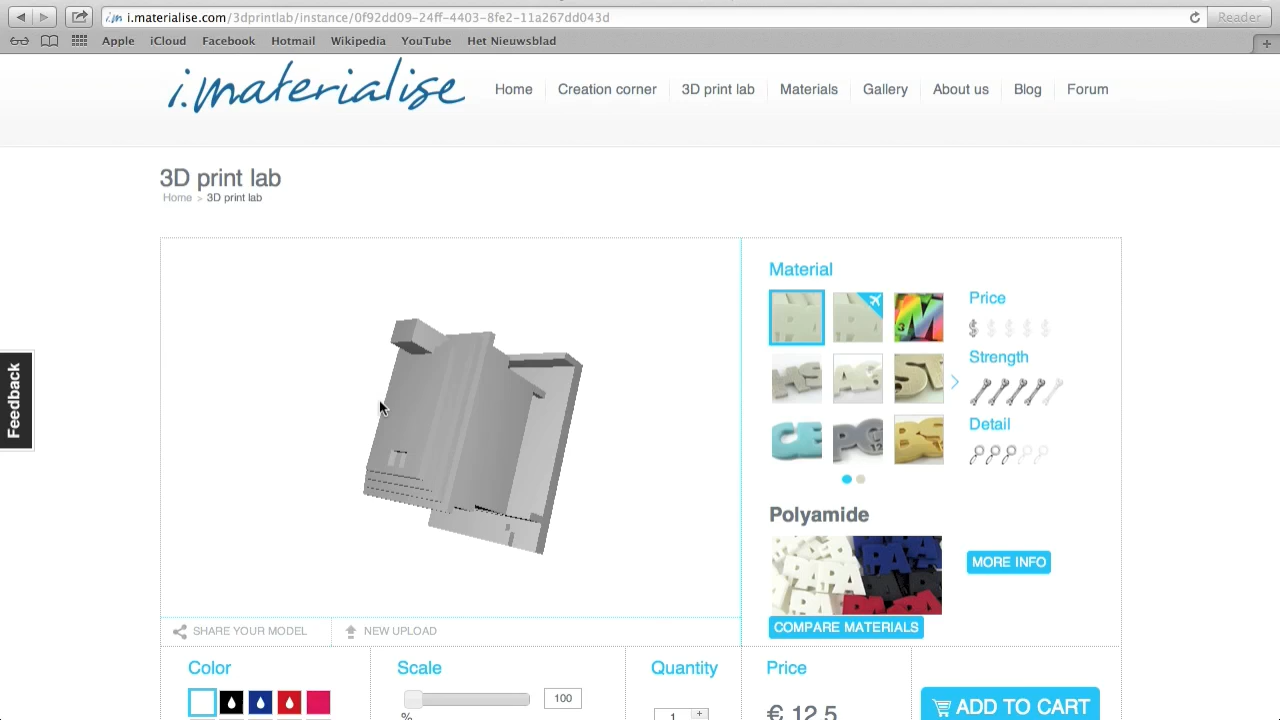 i.materialise.com/3dprintlab/instance/0f92dd09-24ff-4403-8fe2-11a267dd043d
Reader
Apple iCloud Facebook Hotmail Wikipedia YouTube Het Nieuwsblad
i.materialise
Home Creation corner 3D print lab Materials Gallery About us Blog Forum
3D print lab
Home > 3D print lab
Feedback
Material
Price
Strength
Detail
Polyamide
MORE INFO
COMPARE MATERIALS
SHARE YOUR MODEL NEW UPLOAD
Color Scale Quantity Price
100
%
1 +
€ 12.5
ADD TO CART